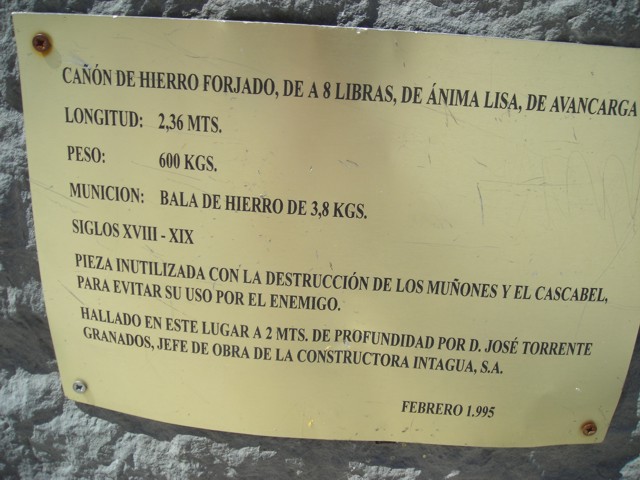 CAÑÓN DE HIERRO FORJADO, DE A 8 LIBRAS, DE ÁNIMA LISA, DE AVANCARGA
LONGITUD: 2,36 MTS.
PESO: 600 KGS.
MUNICION: BALA DE HIERRO DE 3,8 KGS.
SIGLOS XVIII - XIX
PIEZA INUTILIZADA CON LA DESTRUCCIÓN DE LOS MUÑONES Y EL CASCABEL,
PARA EVITAR SU USO POR EL ENEMIGO.
HALLADO EN ESTE LUGAR A 2 MTS. DE PROFUNDIDAD POR D. JOSÉ TORRENTE
GRANADOS, JEFE DE OBRA DE LA CONSTRUCTORA INTAGUA, S.A.
FEBRERO 1.995